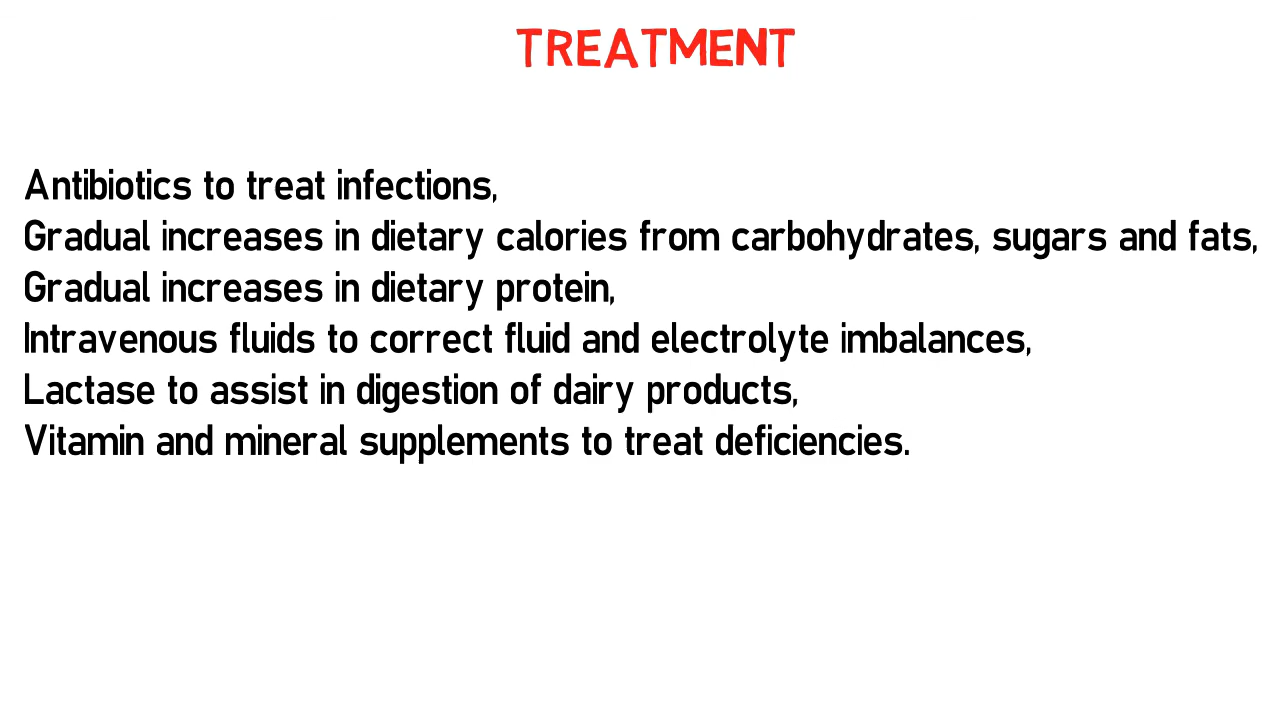 TREATMENT
Antibiotics to treat infections,
Gradual increases in dietary calories from carbohydrates, sugars and fats,
Gradual increases in dietary protein,
Intravenous fluids to correct fluid and electrolyte imbalances,
Lactase to assist in digestion of dairy products,
Vitamin and mineral supplements to treat deficiencies.